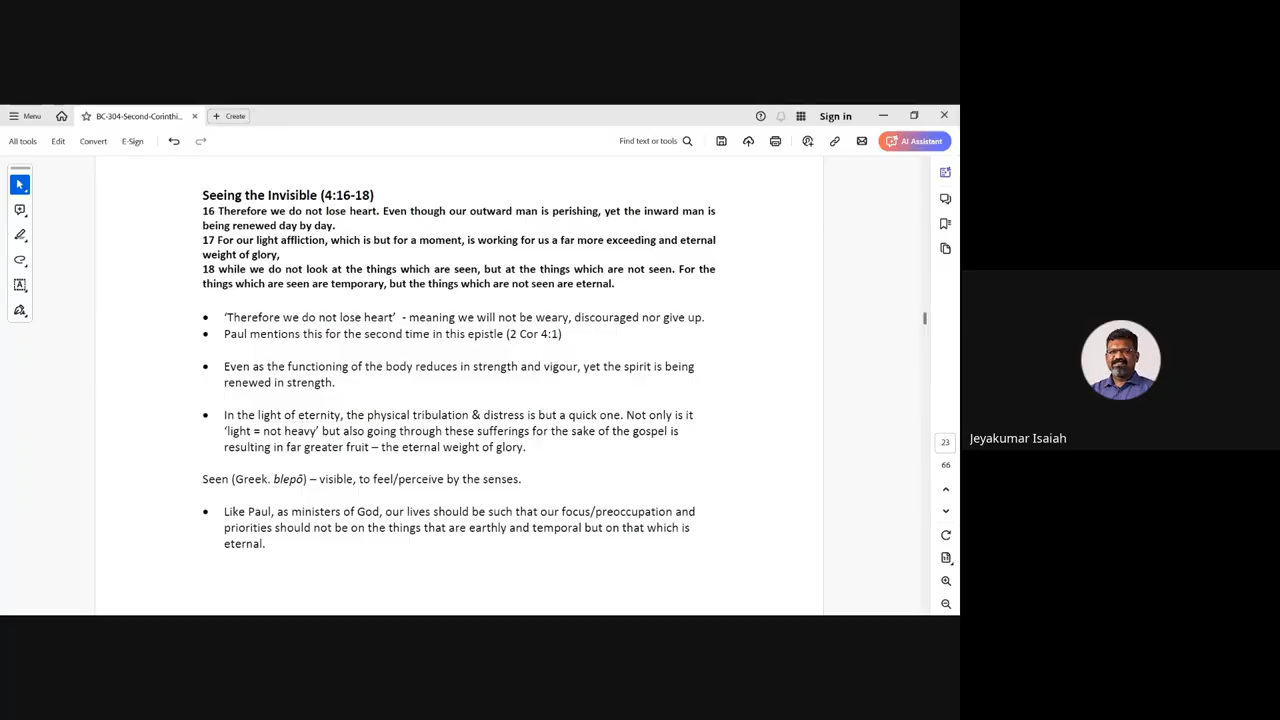 Menu
BC-304-Second-Corinthi...
Create
Sign in
All tools
Edit
Convert
E-Sign
Find text or tools
AI Assistant
Seeing the Invisible (4:16-18)
16 Therefore we do not lose heart. Even though our outward man is perishing, yet the inward man is
being renewed day by day.
17 For our light affliction, which is but for a moment, is working for us a far more exceeding and eternal
weight of glory,
18 while we do not look at the things which are seen, but at the things which are not seen. For the
things which are seen are temporary, but the things which are not seen are eternal.
• ‘Therefore we do not lose heart’ - meaning we will not be weary, discouraged nor give up.
• Paul mentions this for the second time in this epistle (2 Cor 4:1)
• Even as the functioning of the body reduces in strength and vigour, yet the spirit is being
renewed in strength.
• In the light of eternity, the physical tribulation & distress is but a quick one. Not only is it
‘light = not heavy’ but also going through these sufferings for the sake of the gospel is
resulting in far greater fruit – the eternal weight of glory.
Seen (Greek. blepō) – visible, to feel/perceive by the senses.
• Like Paul, as ministers of God, our lives should be such that our focus/preoccupation and
priorities should not be on the things that are earthly and temporal but on that which is
eternal.
23
66
Jeyakumar Isaiah